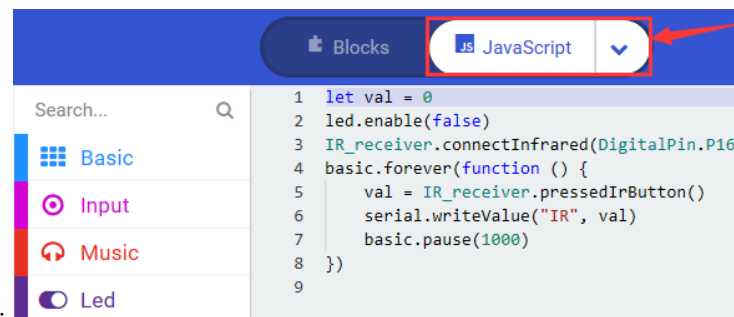 Blocks
JS JavaScript
Search...
Basic
Input
Music
Led
1 let val = 0
2 led.enable(false)
3 IR_receiver.connectInfrared(DigitalPin.P16
4 basic.forever(function () {
5     val = IR_receiver.pressedIrButton()
6     serial.writeValue("IR", val)
7     basic.pause(1000)
8 })
9
.